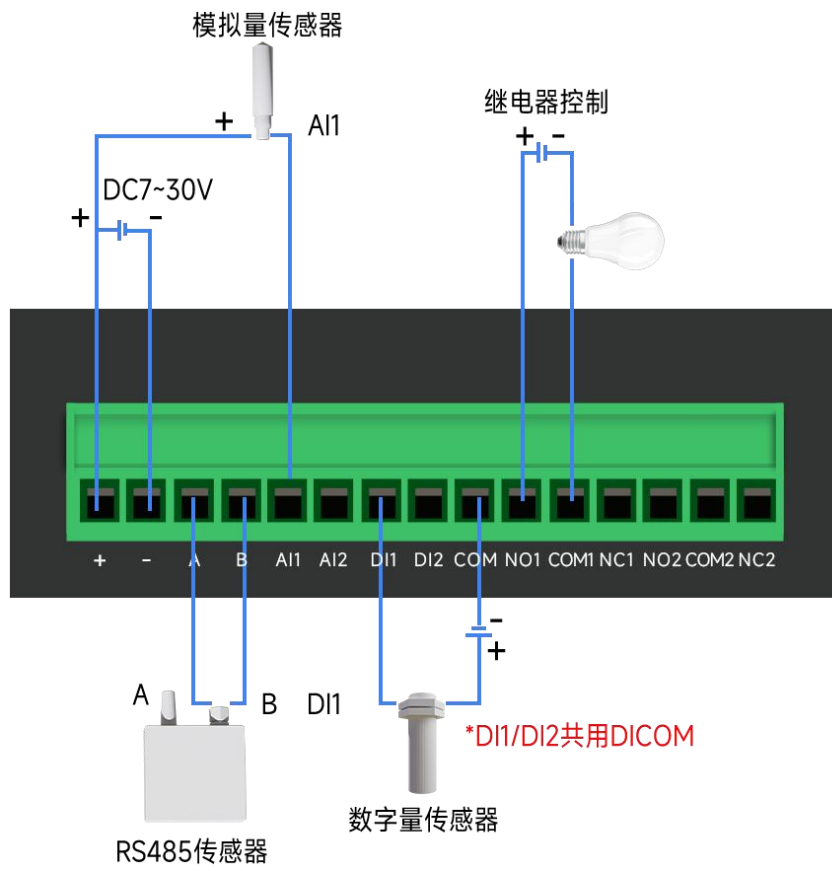 模拟量传感器
+ AI1
继电器控制
+ -
DC7~30V
+ -
+ - A B AI1 AI2 DI1 DI2 COM NO1 COM1 NC1 NO2 COM2 NC2
-
+
A B DI1
*DI1/DI2共用DICOM
数字量传感器
RS485传感器